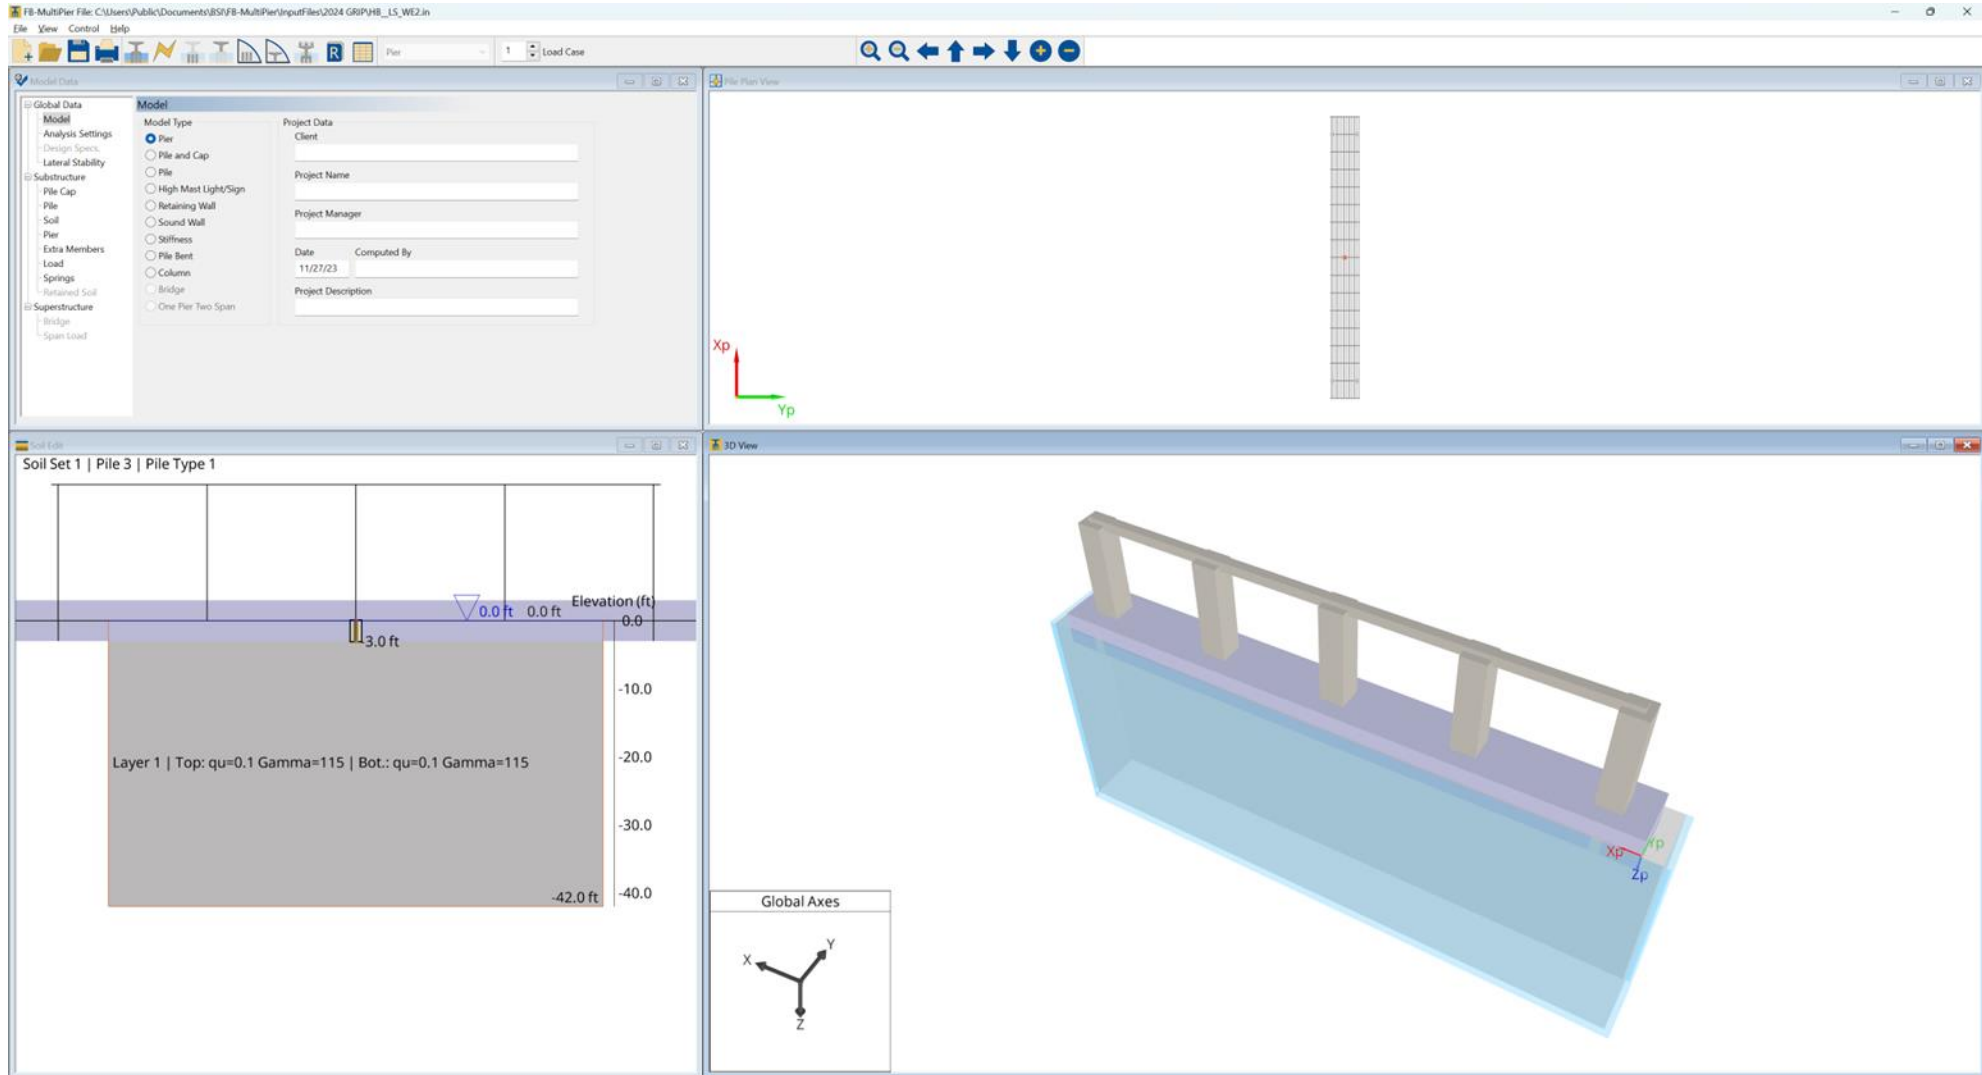 FB-MultiPier File: C:\Users\Public\Documents\BSI\FB-MultiPier\InputFiles\2024 GRIP\HB_LS_WE2.in
File View Control Help
R Pier 1 Load Case
Model Data
Global Data
Model
Analysis Settings
Design Specs.
Lateral Stability
Substructure
Pile Cap
Pile
Soil
Pier
Extra Members
Load
Springs
Retained Soil
Superstructure
Bridge
Span Load
Model
Model Type
Pier
Pile and Cap
Pile
High Mast Light/Sign
Retaining Wall
Sound Wall
Stiffness
Pile Bent
Column
Bridge
One Pier Two Span
Project Data
Client
Project Name
Project Manager
Date Computed By
11/27/23
Project Description
Pile Plan View
Xp
Yp
Soil Edit
Soil Set 1 | Pile 3 | Pile Type 1
Elevation (ft)
0.0 ft 0.0 ft
0.0
-3.0 ft
-10.0
-20.0
Layer 1 | Top: qu=0.1 Gamma=115 | Bot.: qu=0.1 Gamma=115
-30.0
-40.0
-42.0 ft
3D View
Xp
Yp
Zp
Global Axes
X
Y
Z